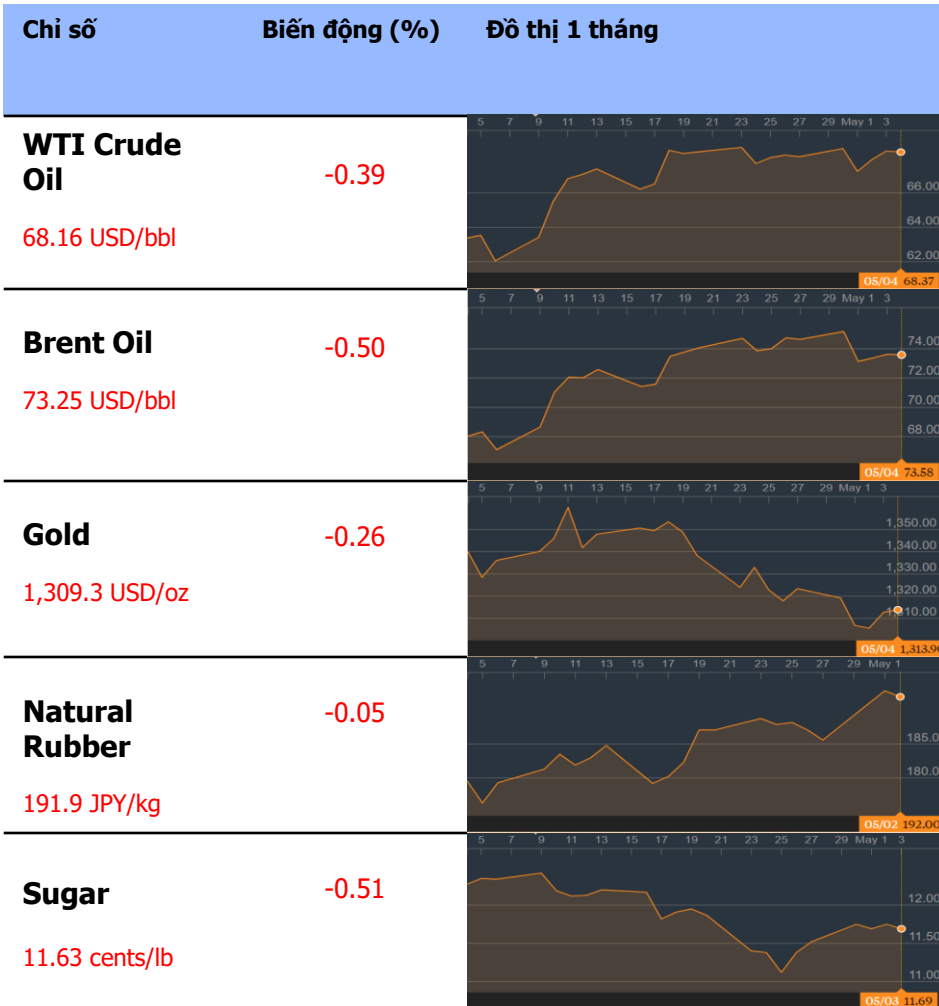 Chỉ số Biến động (%) Đồ thị 1 tháng
WTI Crude
Oil
68.16 USD/bbl
-0.39
5 7 9 11 13 15 17 19 21 23 25 27 29 May 1 3
66.00
64.00
62.00
05/04 68.37
Brent Oil
73.25 USD/bbl
-0.50
5 7 9 11 13 15 17 19 21 23 25 27 29 May 1 3
74.00
72.00
70.00
68.00
05/04 73.58
Gold
1,309.3 USD/oz
-0.26
5 7 9 11 13 15 17 19 21 23 25 27 29 May 1 3
1,350.00
1,340.00
1,330.00
1,320.00
1,310.00
05/04 1,313.90
Natural
Rubber
191.9 JPY/kg
-0.05
5 7 9 11 13 15 17 19 21 23 25 27 29 May 1
185.0
180.0
05/02 192.00
Sugar
11.63 cents/lb
-0.51
5 7 9 11 13 15 17 19 21 23 25 27 29 May 1 3
12.00
11.50
11.00
05/03 11.69